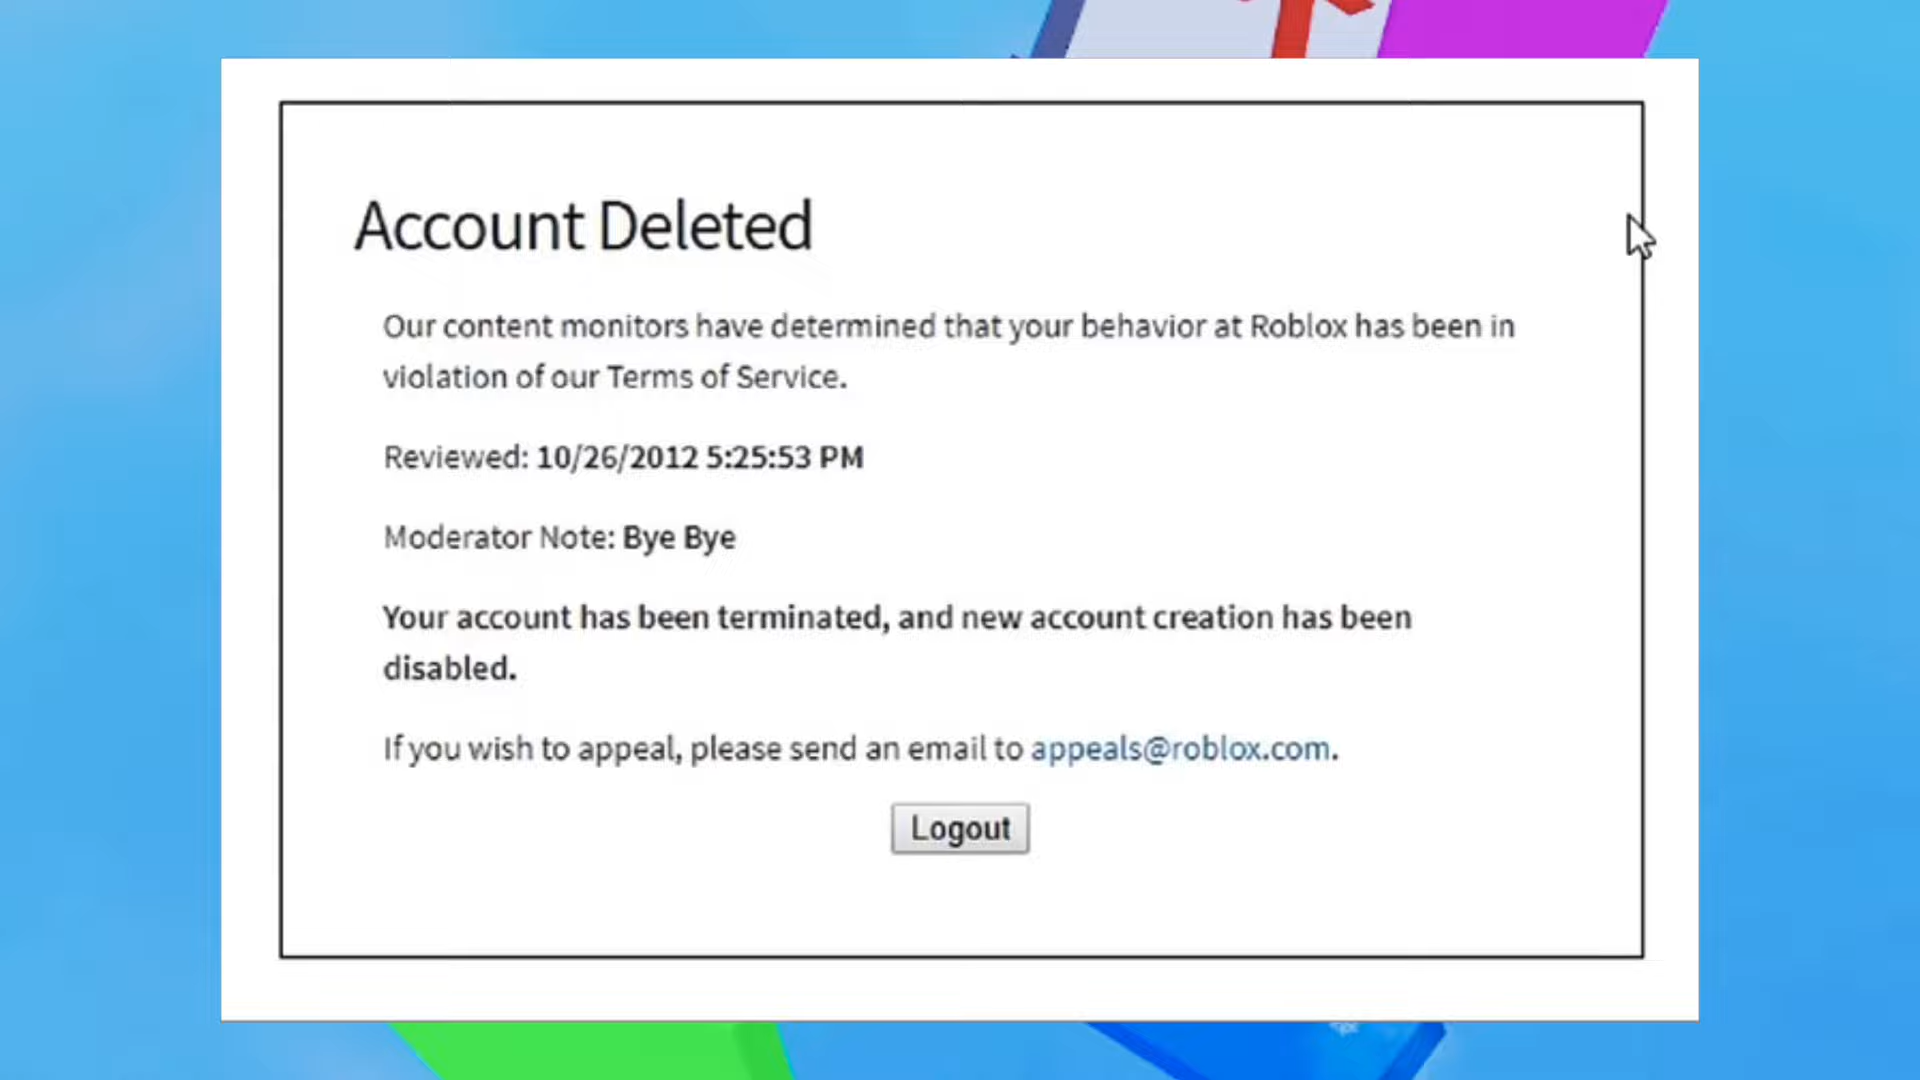 Account Deleted
Our content monitors have determined that your behavior at Roblox has been in
violation of our Terms of Service.
Reviewed: 10/26/2012 5:25:53 PM
Moderator Note: Bye Bye
Your account has been terminated, and new account creation has been
disabled.
If you wish to appeal, please send an email to appeals@roblox.com.
Logout